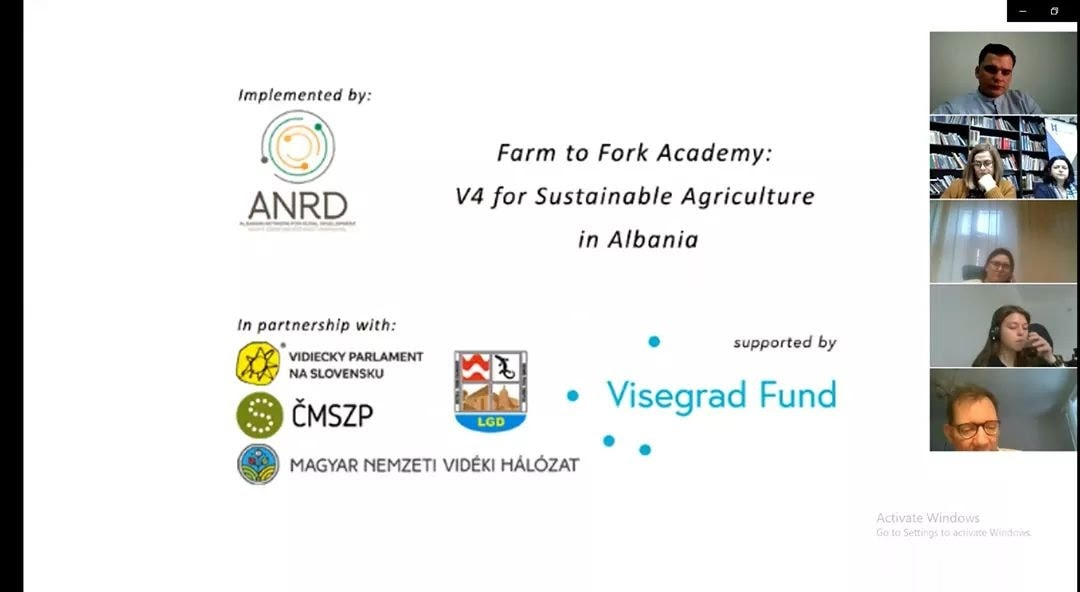 Implemented by:
ANRD
Farm to Fork Academy:
V4 for Sustainable Agriculture
in Albania
In partnership with:
VIDIECKY PARLAMENT
NA SLOVENSKU
ČMSZP
LGD
MAGYAR NEMZETI VIDÉKI HÁLÓZAT
supported by
Visegrad Fund
Activate Windows
Go to Settings to activate Windows.